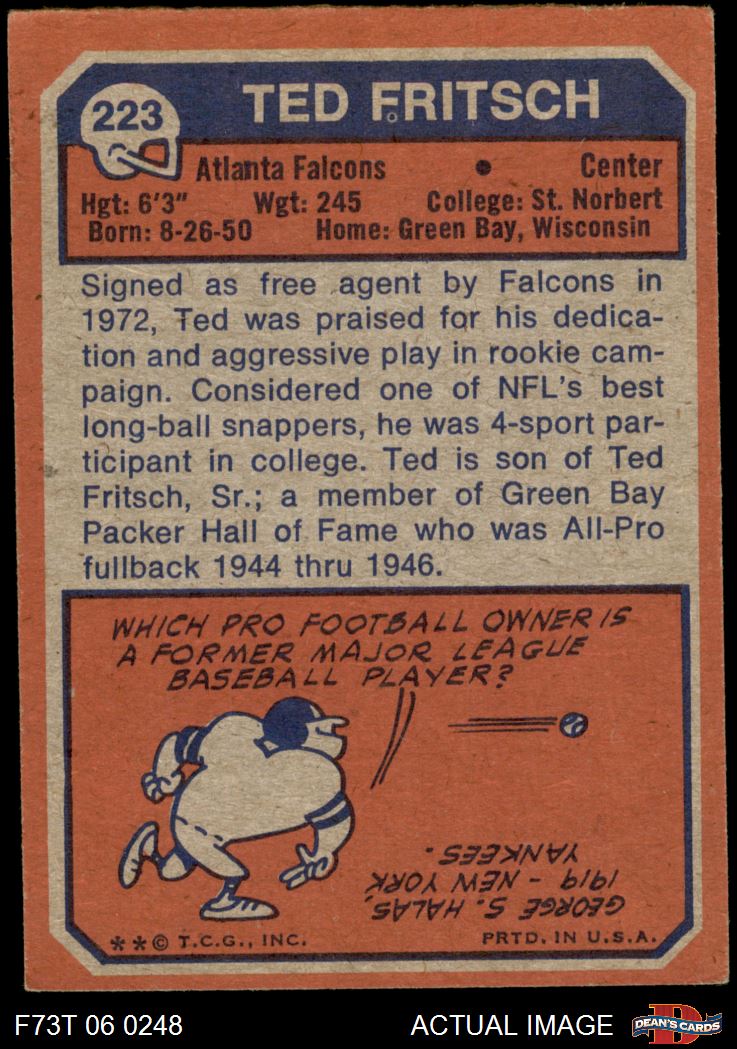 223
TED FRITSCH
Atlanta Falcons • Center
Hgt: 6'3" Wgt: 245 College: St. Norbert
Born: 8-26-50 Home: Green Bay, Wisconsin
Signed as free agent by Falcons in
1972, Ted was praised for his dedica-
tion and aggressive play in rookie cam-
paign. Considered one of NFL's best
long-ball snappers, he was 4-sport par-
ticipant in college. Ted is son of Ted
Fritsch, Sr.; a member of Green Bay
Packer Hall of Fame who was All-Pro
fullback 1944 thru 1946.
WHICH PRO FOOTBALL OWNER IS
A FORMER MAJOR LEAGUE
BASEBALL PLAYER?
GEORGE S. HALAS,
1919 - NEW YORK
YANKEES.
**© T.C.G., INC. PRTD. IN U.S.A.
F73T 06 0248 ACTUAL IMAGE
D
DEAN'S CARDS